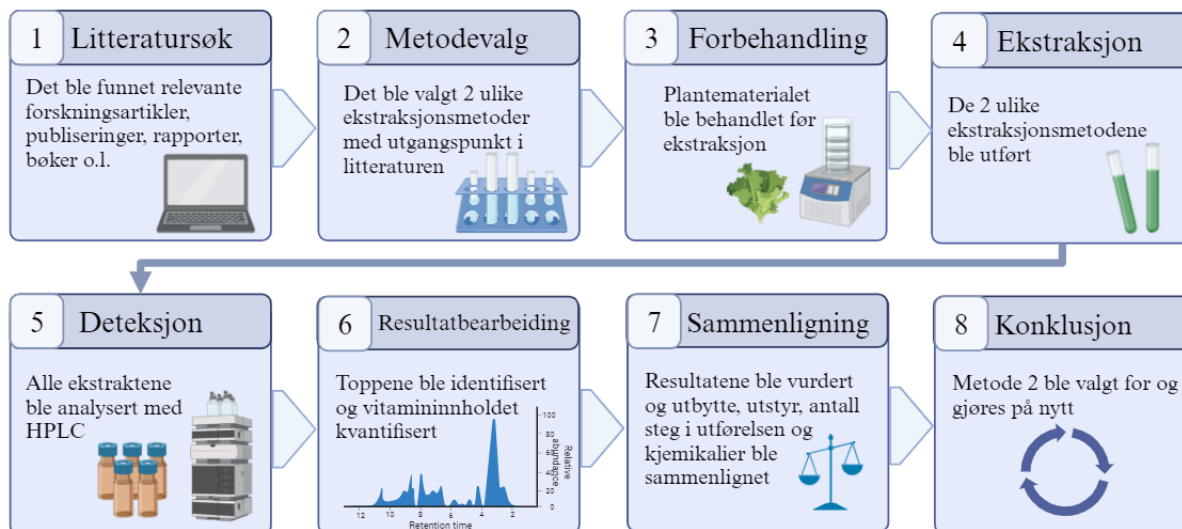 1 Litteratursøk
Det ble funnet relevante
forskningsartikler,
publiseringer, rapporter,
bøker o.l.
2 Metodevalg
Det ble valgt 2 ulike
ekstraksjonsmetoder
med utgangspunkt i
litteraturen
3 Forbehandling
Plantematerialet
ble behandlet før
ekstraksjon
4 Ekstraksjon
De 2 ulike
ekstraksjonsmetodene
ble utført
5 Deteksjon
Alle ekstraktene
ble analysert med
HPLC
6 Resultatbearbeiding
Toppene ble identifisert
og vitamininnholdet
kvantifisert
100
80
60
40
20
0
Relative
abundance
12 10 8 6 4 2
Retention time
7 Sammenligning
Resultatene ble vurdert
og utbytte, utstyr, antall
steg i utførelsen og
kjemikalier ble
sammenlignet
8 Konklusjon
Metode 2 ble valgt for og
gjøres på nytt